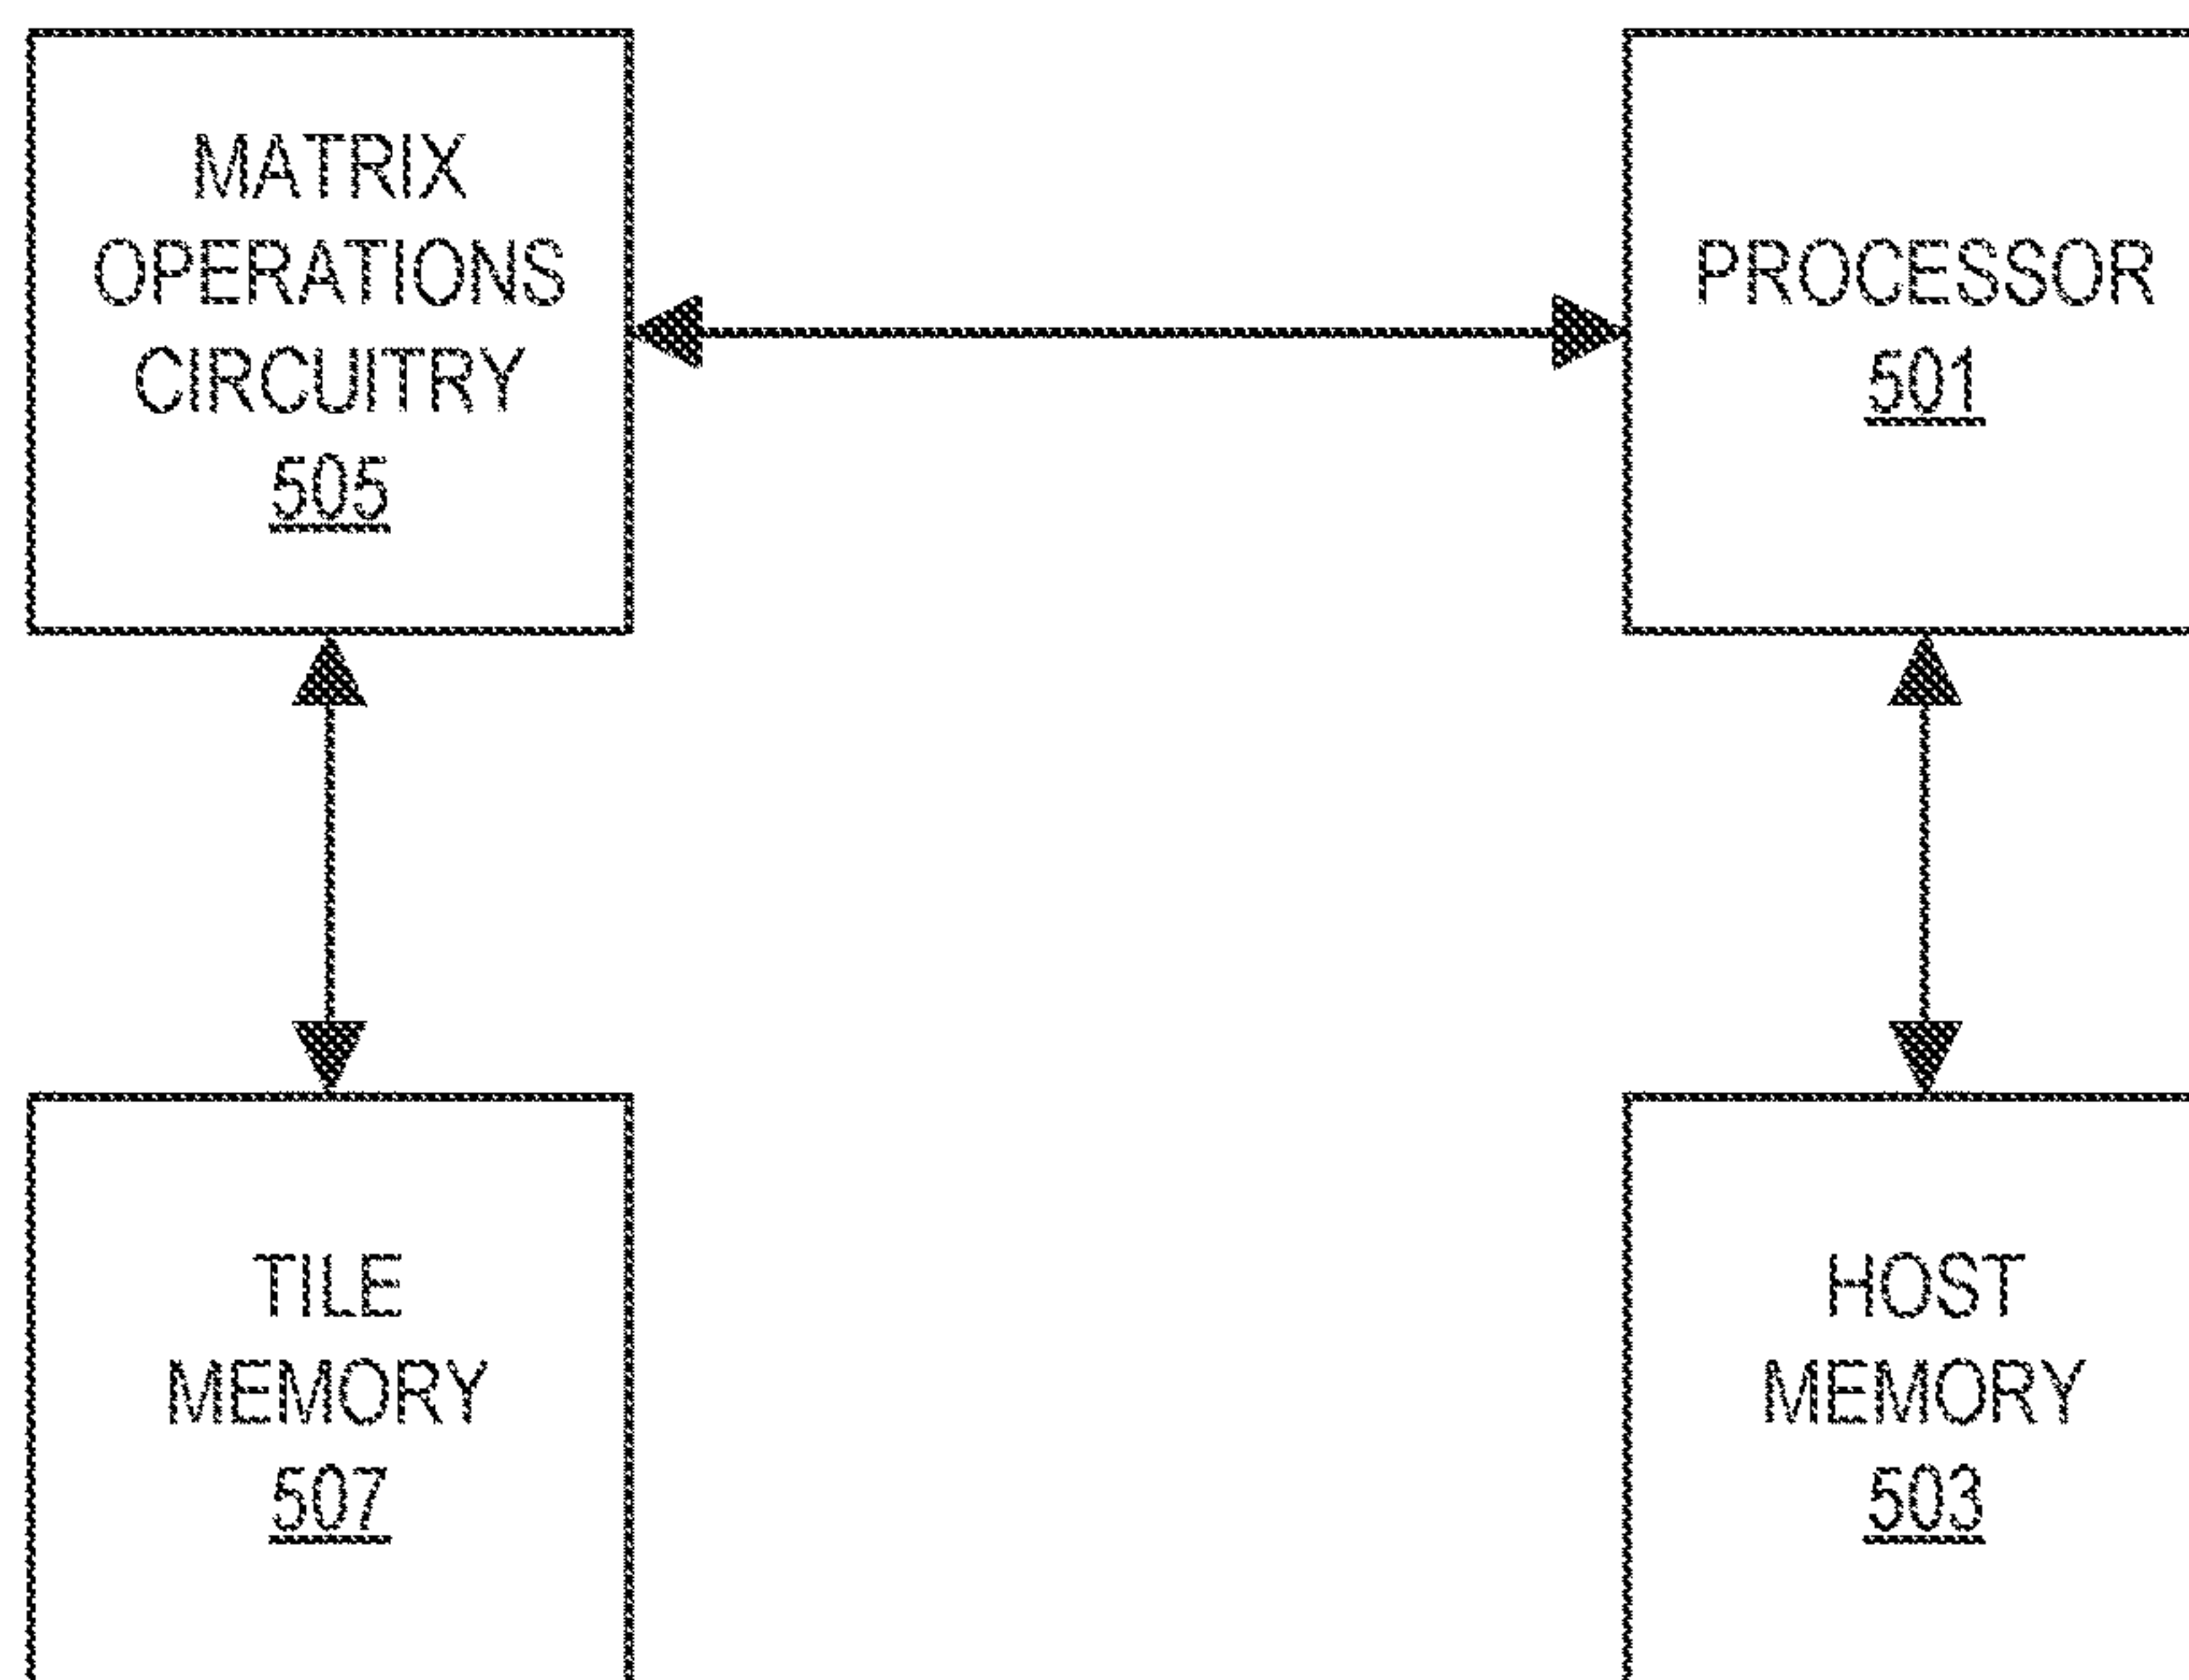 MATRIX
OPERATIONS
CIRCUITRY
505
PROCESSOR
501
TILE
MEMORY
507
HOST
MEMORY
503